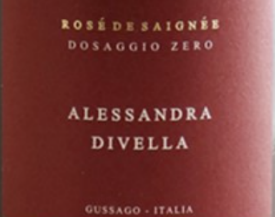 ROSÉ DE SAIGNÉE
DOSAGGIO ZERO
ALESSANDRA
DIVELLA
GUSSAGO - ITALIA